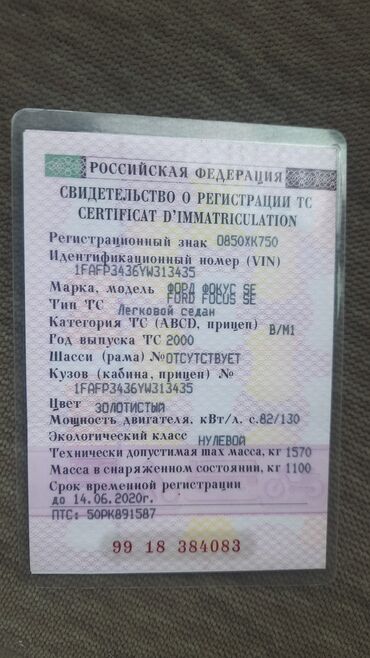 РОССИЙСКАЯ ФЕДЕРАЦИЯ
СВИДЕТЕЛЬСТВО О РЕГИСТРАЦИИ ТС
CERTIFICAT D'IMMATRICULATION
Регистрационный знак О850ХК750
Идентификационный номер (VIN)
1FAFP3436YW313435
Марка, модель ФОРД ФОКУС SE
FORD FOCUS SE
Тип ТС Легковой седан
Категория ТС (ABCD, прицеп) B/M1
Год выпуска ТС 2000
Шасси (рама) № ОТСУТСТВУЕТ
Кузов (кабина, прицеп) №
1FAFP3436YW313435
Цвет ЗОЛОТИСТЫЙ
Мощность двигателя, кВт/л. с. 82/130
Экологический класс НУЛЕВОЙ
Технически допустимая max масса, кг 1570
Масса в снаряженном состоянии, кг 1100
Срок временной регистрации
до 14.06.2020г.
ПТС: 50РК891587
99 18 384083